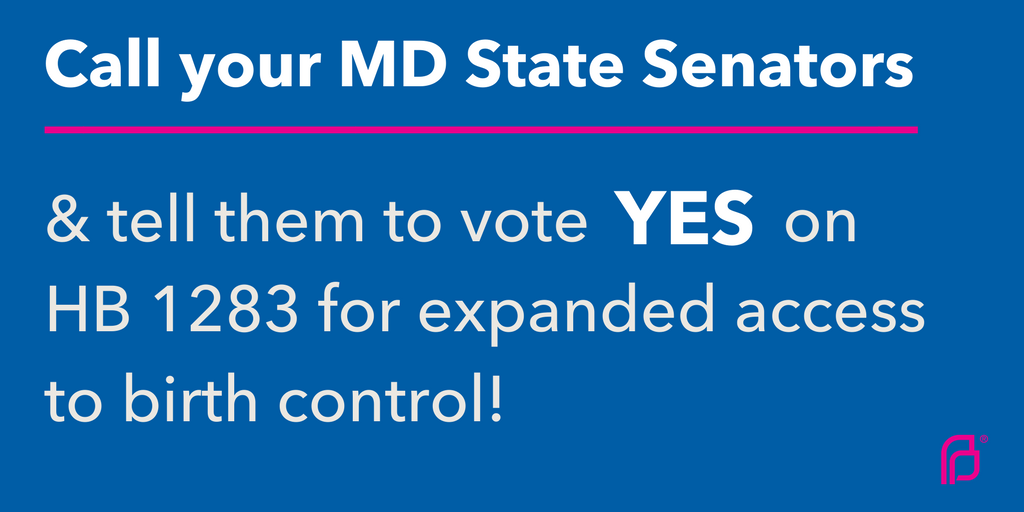 Call your MD State Senators
& tell them to vote YES on
HB 1283 for expanded access
to birth control!
®